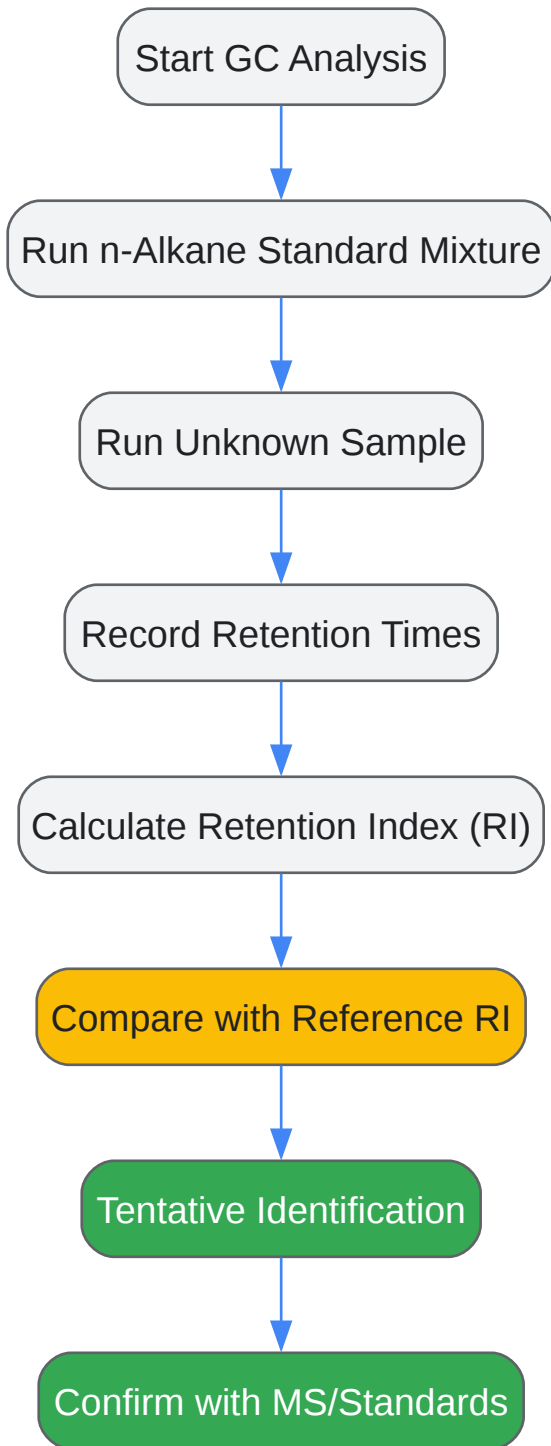 Start GC Analysis
Run n-Alkane Standard Mixture
Run Unknown Sample
Record Retention Times
Calculate Retention Index (RI)
Compare with Reference RI
Tentative Identification
Confirm with MS/Standards